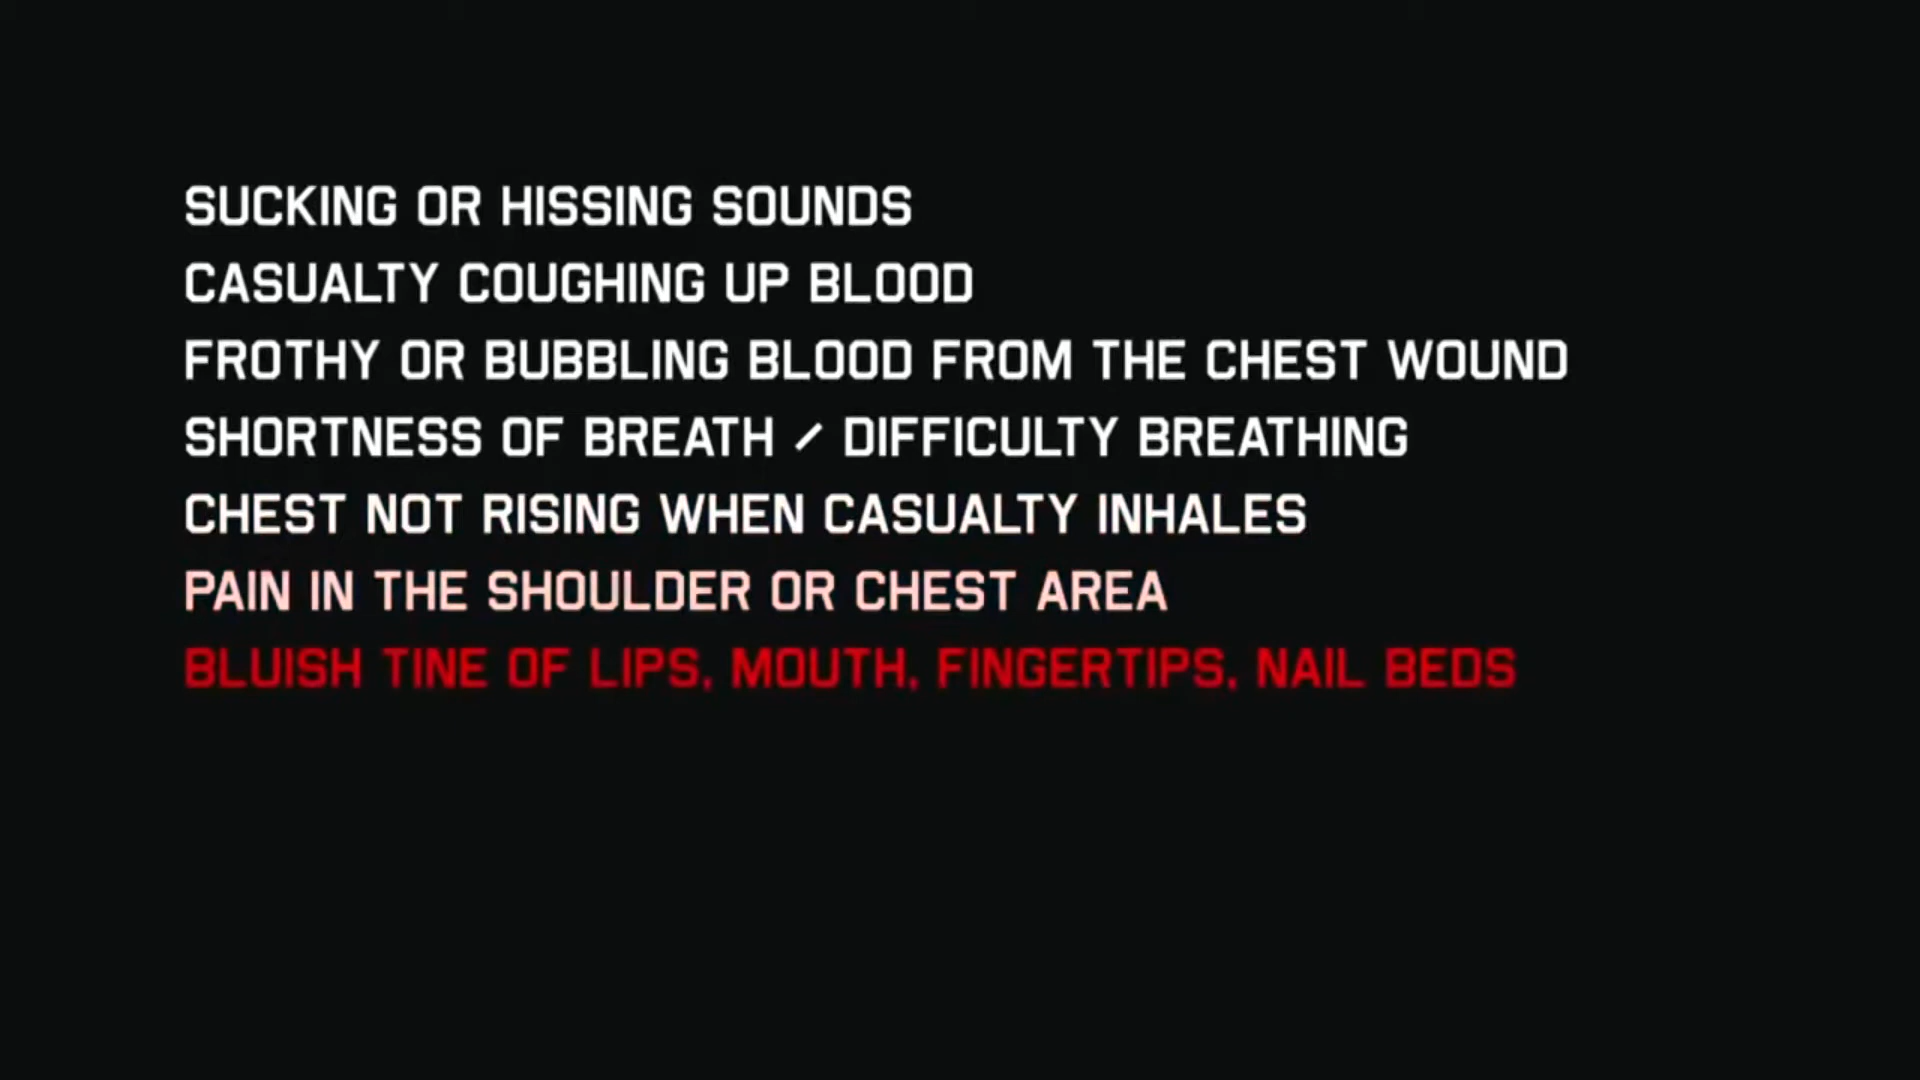 SUCKING OR HISSING SOUNDS
CASUALTY COUGHING UP BLOOD
FROTHY OR BUBBLING BLOOD FROM THE CHEST WOUND
SHORTNESS OF BREATH / DIFFICULTY BREATHING
CHEST NOT RISING WHEN CASUALTY INHALES
PAIN IN THE SHOULDER OR CHEST AREA
BLUISH TINE OF LIPS, MOUTH, FINGERTIPS, NAIL BEDS